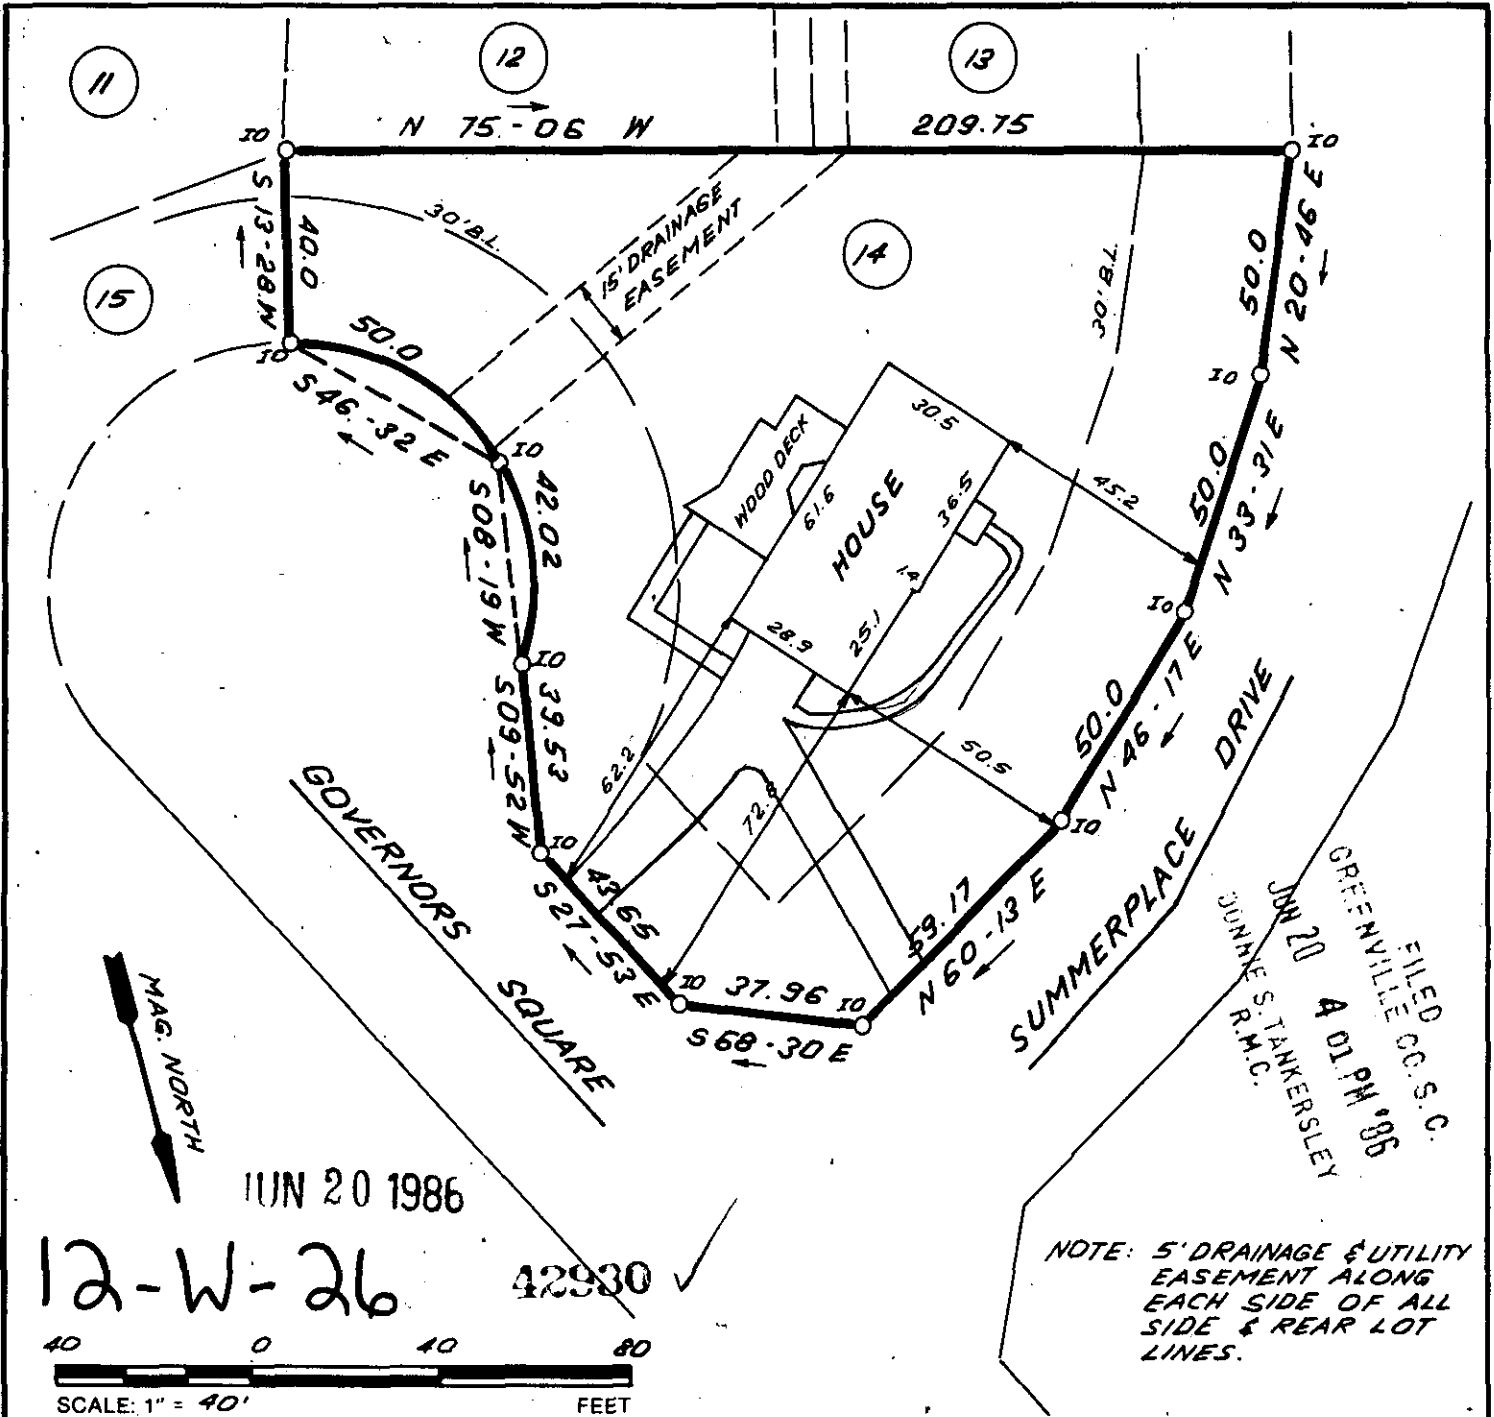 11
12
13
IO
N 75-06 W
209.75
IO
S 13-28 W
40.0
30' B.L.
15' DRAINAGE
EASEMENT
14
30' B.L.
50.0
N 20-46 E
15
IO
50.0
S 46-32 E
IO
IO
42.02
S08-19 W
WOOD DECK
61.6
HOUSE
30.5
36.5
45.2
50.0
N 33-31 E
1.4
28.9
25.1
IO
IO
39.53
S09-52 W
62.2
72.8
50.5
50.0
N 46-17 E
IO
IO
43.65
S 27-53 E
IO
37.96
S 68-30 E
IO
59.17
N 60-13 E
GOVERNORS
SQUARE
SUMMERPLACE
DRIVE
MAG. NORTH
FILED
GREENVILLE CO. S. C.
JUN 20 4 01 PM '86
DONNIE S. TANKERSLEY
R.M.C.
JUN 20 1986
12-W-26
42930
NOTE: 5' DRAINAGE & UTILITY
EASEMENT ALONG
EACH SIDE OF ALL
SIDE & REAR LOT
LINES.
40 0 40 80
SCALE: 1" = 40' FEET